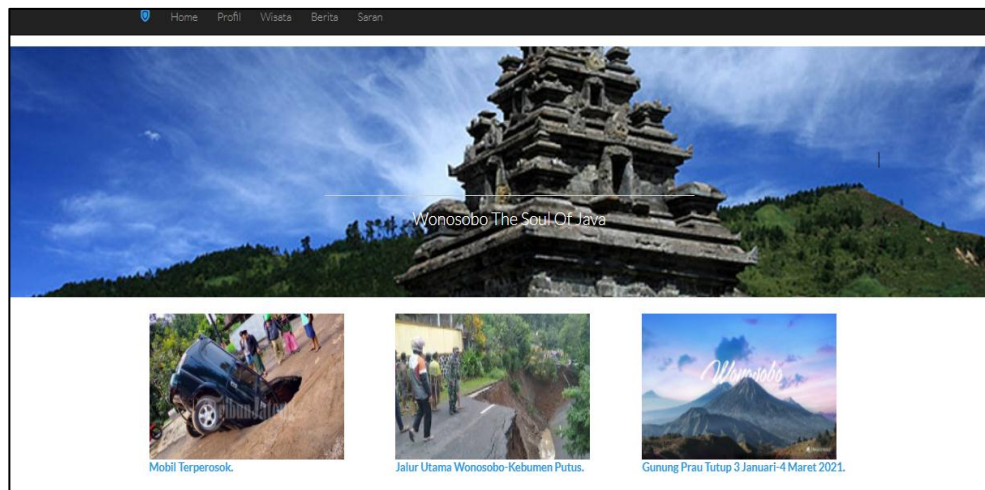 Home Profil Wisata Berita Saran
Wonosobo The Soul Of Java
Wonosobo
Mobil Terperosok.
Jalur Utama Wonosobo-Kebumen Putus.
Gunung Prau Tutup 3 Januari-4 Maret 2021.